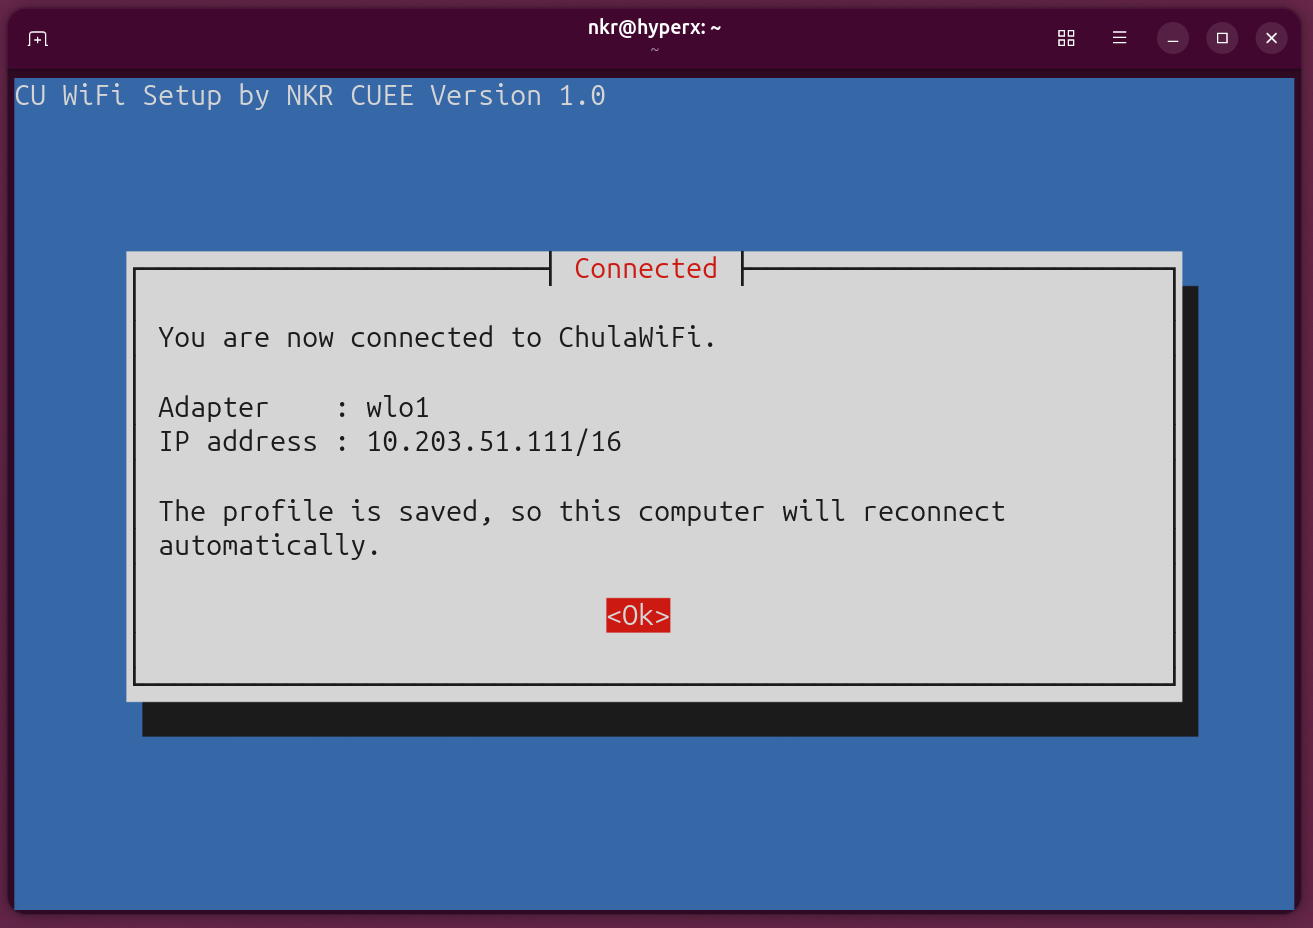 nkr@hyperx: ~
~
CU WiFi Setup by NKR CUEE Version 1.0
Connected
You are now connected to ChulaWiFi.
Adapter    : wlo1
IP address : 10.203.51.111/16
The profile is saved, so this computer will reconnect
automatically.
<Ok>